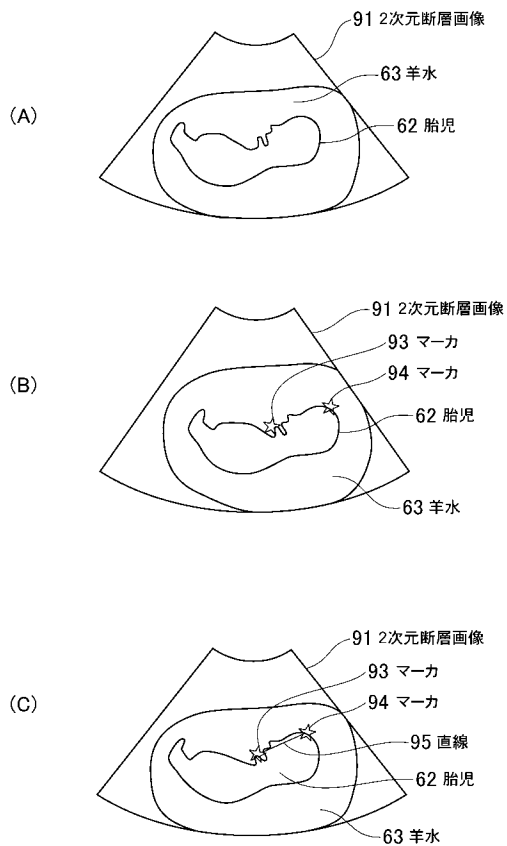 (A)
91 2次元断層画像
63 羊水
62 胎児
(B)
91 2次元断層画像
93 マーカ
94 マーカ
62 胎児
63 羊水
(C)
91 2次元断層画像
93 マーカ
94 マーカ
95 直線
62 胎児
63 羊水